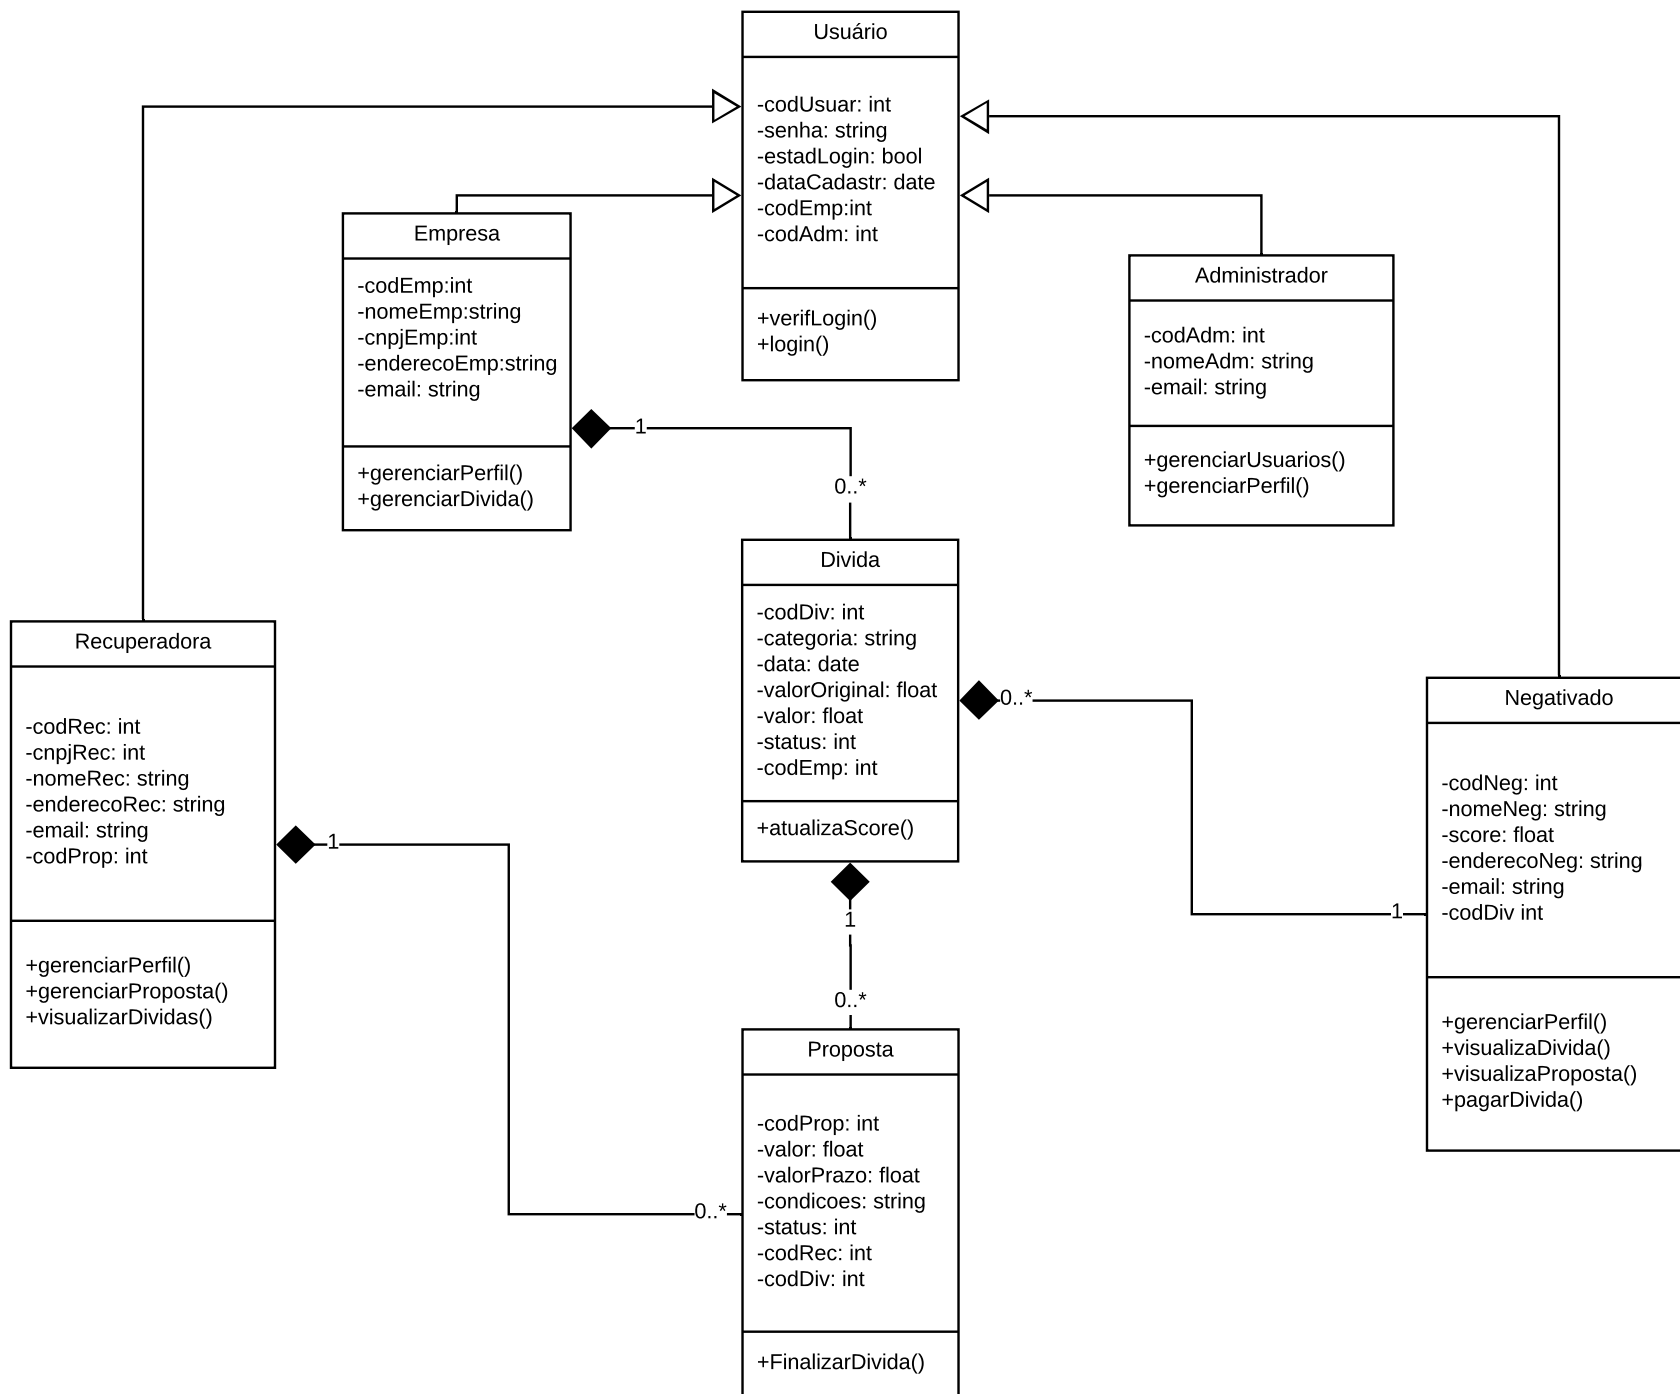 Usuário
-codUsuar: int
-senha: string
-estadLogin: bool
-dataCadastr: date
-codEmp:int
-codAdm: int
+verifLogin()
+login()
Empresa
-codEmp:int
-nomeEmp:string
-cnpjEmp:int
-enderecoEmp:string
-email: string
+gerenciarPerfil()
+gerenciarDivida()
Administrador
-codAdm: int
-nomeAdm: string
-email: string
+gerenciarUsuarios()
+gerenciarPerfil()
1
0..*
Divida
-codDiv: int
-categoria: string
-data: date
-valorOriginal: float
-valor: float
-status: int
-codEmp: int
+atualizaScore()
Recuperadora
-codRec: int
-cnpjRec: int
-nomeRec: string
-enderecoRec: string
-email: string
-codProp: int
+gerenciarPerfil()
+gerenciarProposta()
+visualizarDividas()
0..*
1
Negativado
-codNeg: int
-nomeNeg: string
-score: float
-enderecoNeg: string
-email: string
-codDiv int
+gerenciarPerfil()
+visualizaDivida()
+visualizaProposta()
+pagarDivida()
1
0..*
1
0..*
Proposta
-codProp: int
-valor: float
-valorPrazo: float
-condicoes: string
-status: int
-codRec: int
-codDiv: int
+FinalizarDivida()